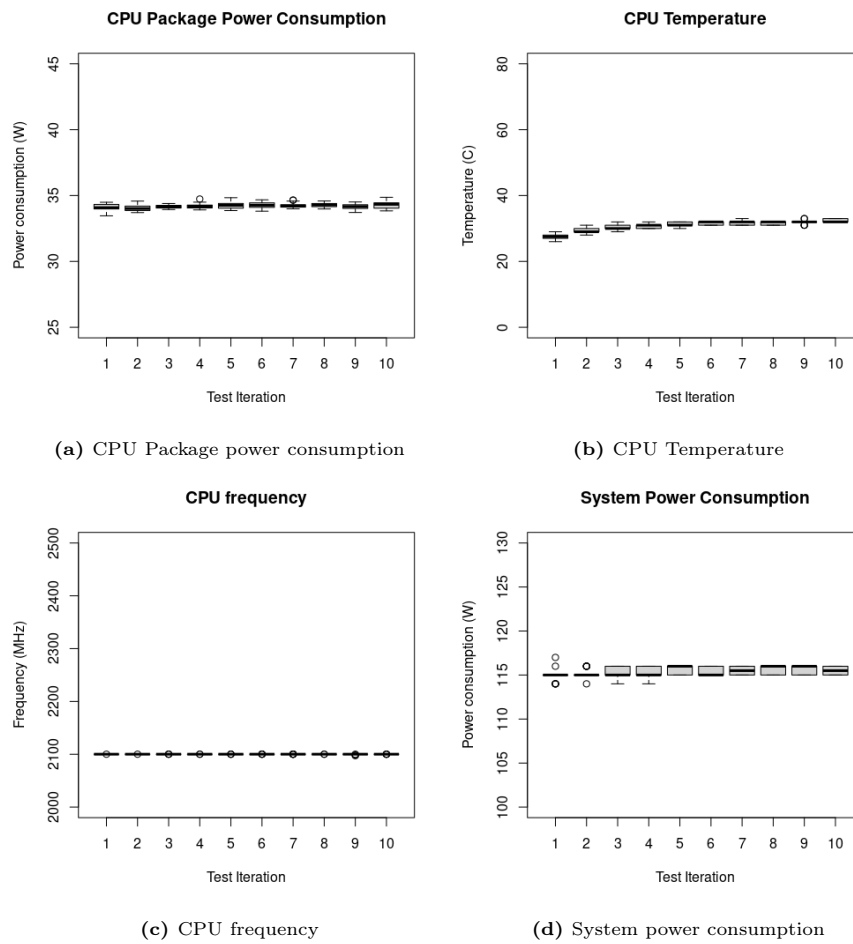 CPU Package Power Consumption
Power consumption (W)
45
40
35
30
25
1 2 3 4 5 6 7 8 9 10
Test Iteration
(a) CPU Package power consumption
CPU Temperature
Temperature (C)
80
60
40
20
0
1 2 3 4 5 6 7 8 9 10
Test Iteration
(b) CPU Temperature
CPU frequency
Frequency (MHz)
2500
2400
2300
2200
2100
2000
1 2 3 4 5 6 7 8 9 10
Test Iteration
(c) CPU frequency
System Power Consumption
Power consumption (W)
130
125
120
115
110
105
100
1 2 3 4 5 6 7 8 9 10
Test Iteration
(d) System power consumption